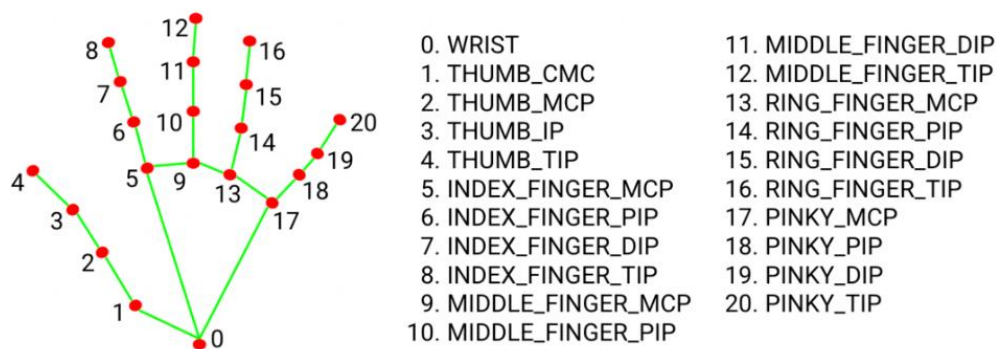 12
8
16
11
7
15
10
6
20
14
19
4
5
9
13
18
3
17
2
1
0
0. WRIST
1. THUMB_CMC
2. THUMB_MCP
3. THUMB_IP
4. THUMB_TIP
5. INDEX_FINGER_MCP
6. INDEX_FINGER_PIP
7. INDEX_FINGER_DIP
8. INDEX_FINGER_TIP
9. MIDDLE_FINGER_MCP
10. MIDDLE_FINGER_PIP
11. MIDDLE_FINGER_DIP
12. MIDDLE_FINGER_TIP
13. RING_FINGER_MCP
14. RING_FINGER_PIP
15. RING_FINGER_DIP
16. RING_FINGER_TIP
17. PINKY_MCP
18. PINKY_PIP
19. PINKY_DIP
20. PINKY_TIP